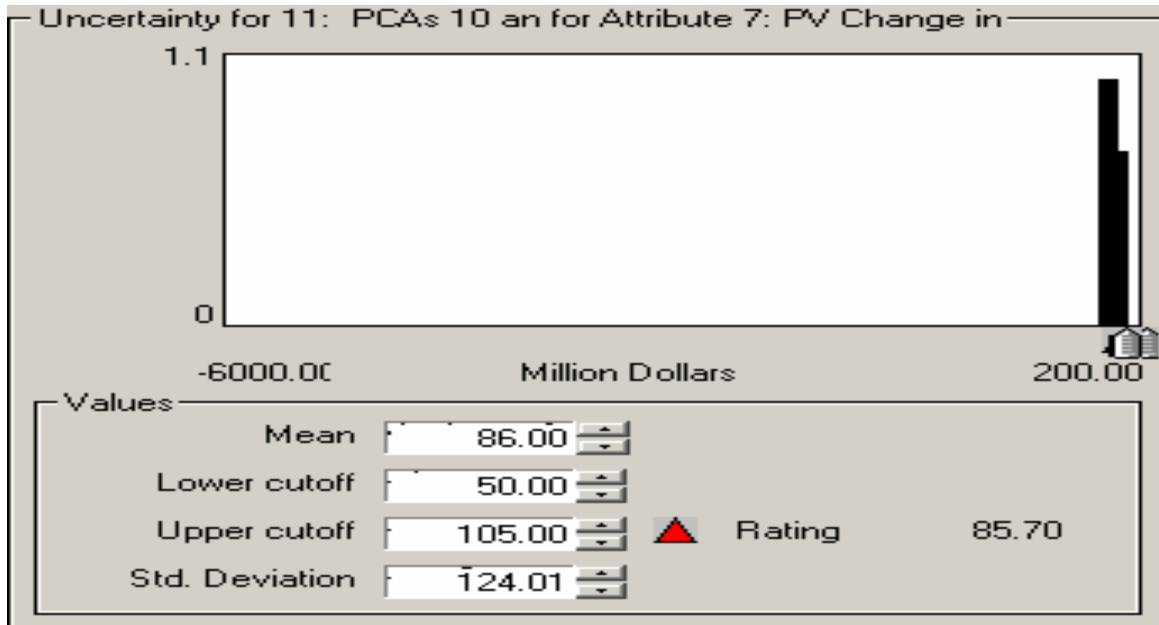 Uncertainty for 11: PCAs 10 an for Attribute 7: PV Change in
1.1
0
-6000.00 Million Dollars 200.00
Values
Mean 86.00
Lower cutoff 50.00
Upper cutoff 105.00 Rating 85.70
Std. Deviation 124.01